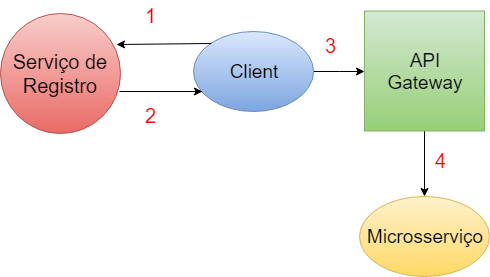 1
Serviço de
Registro
Client
3
API
Gateway
2
4
Microsserviço